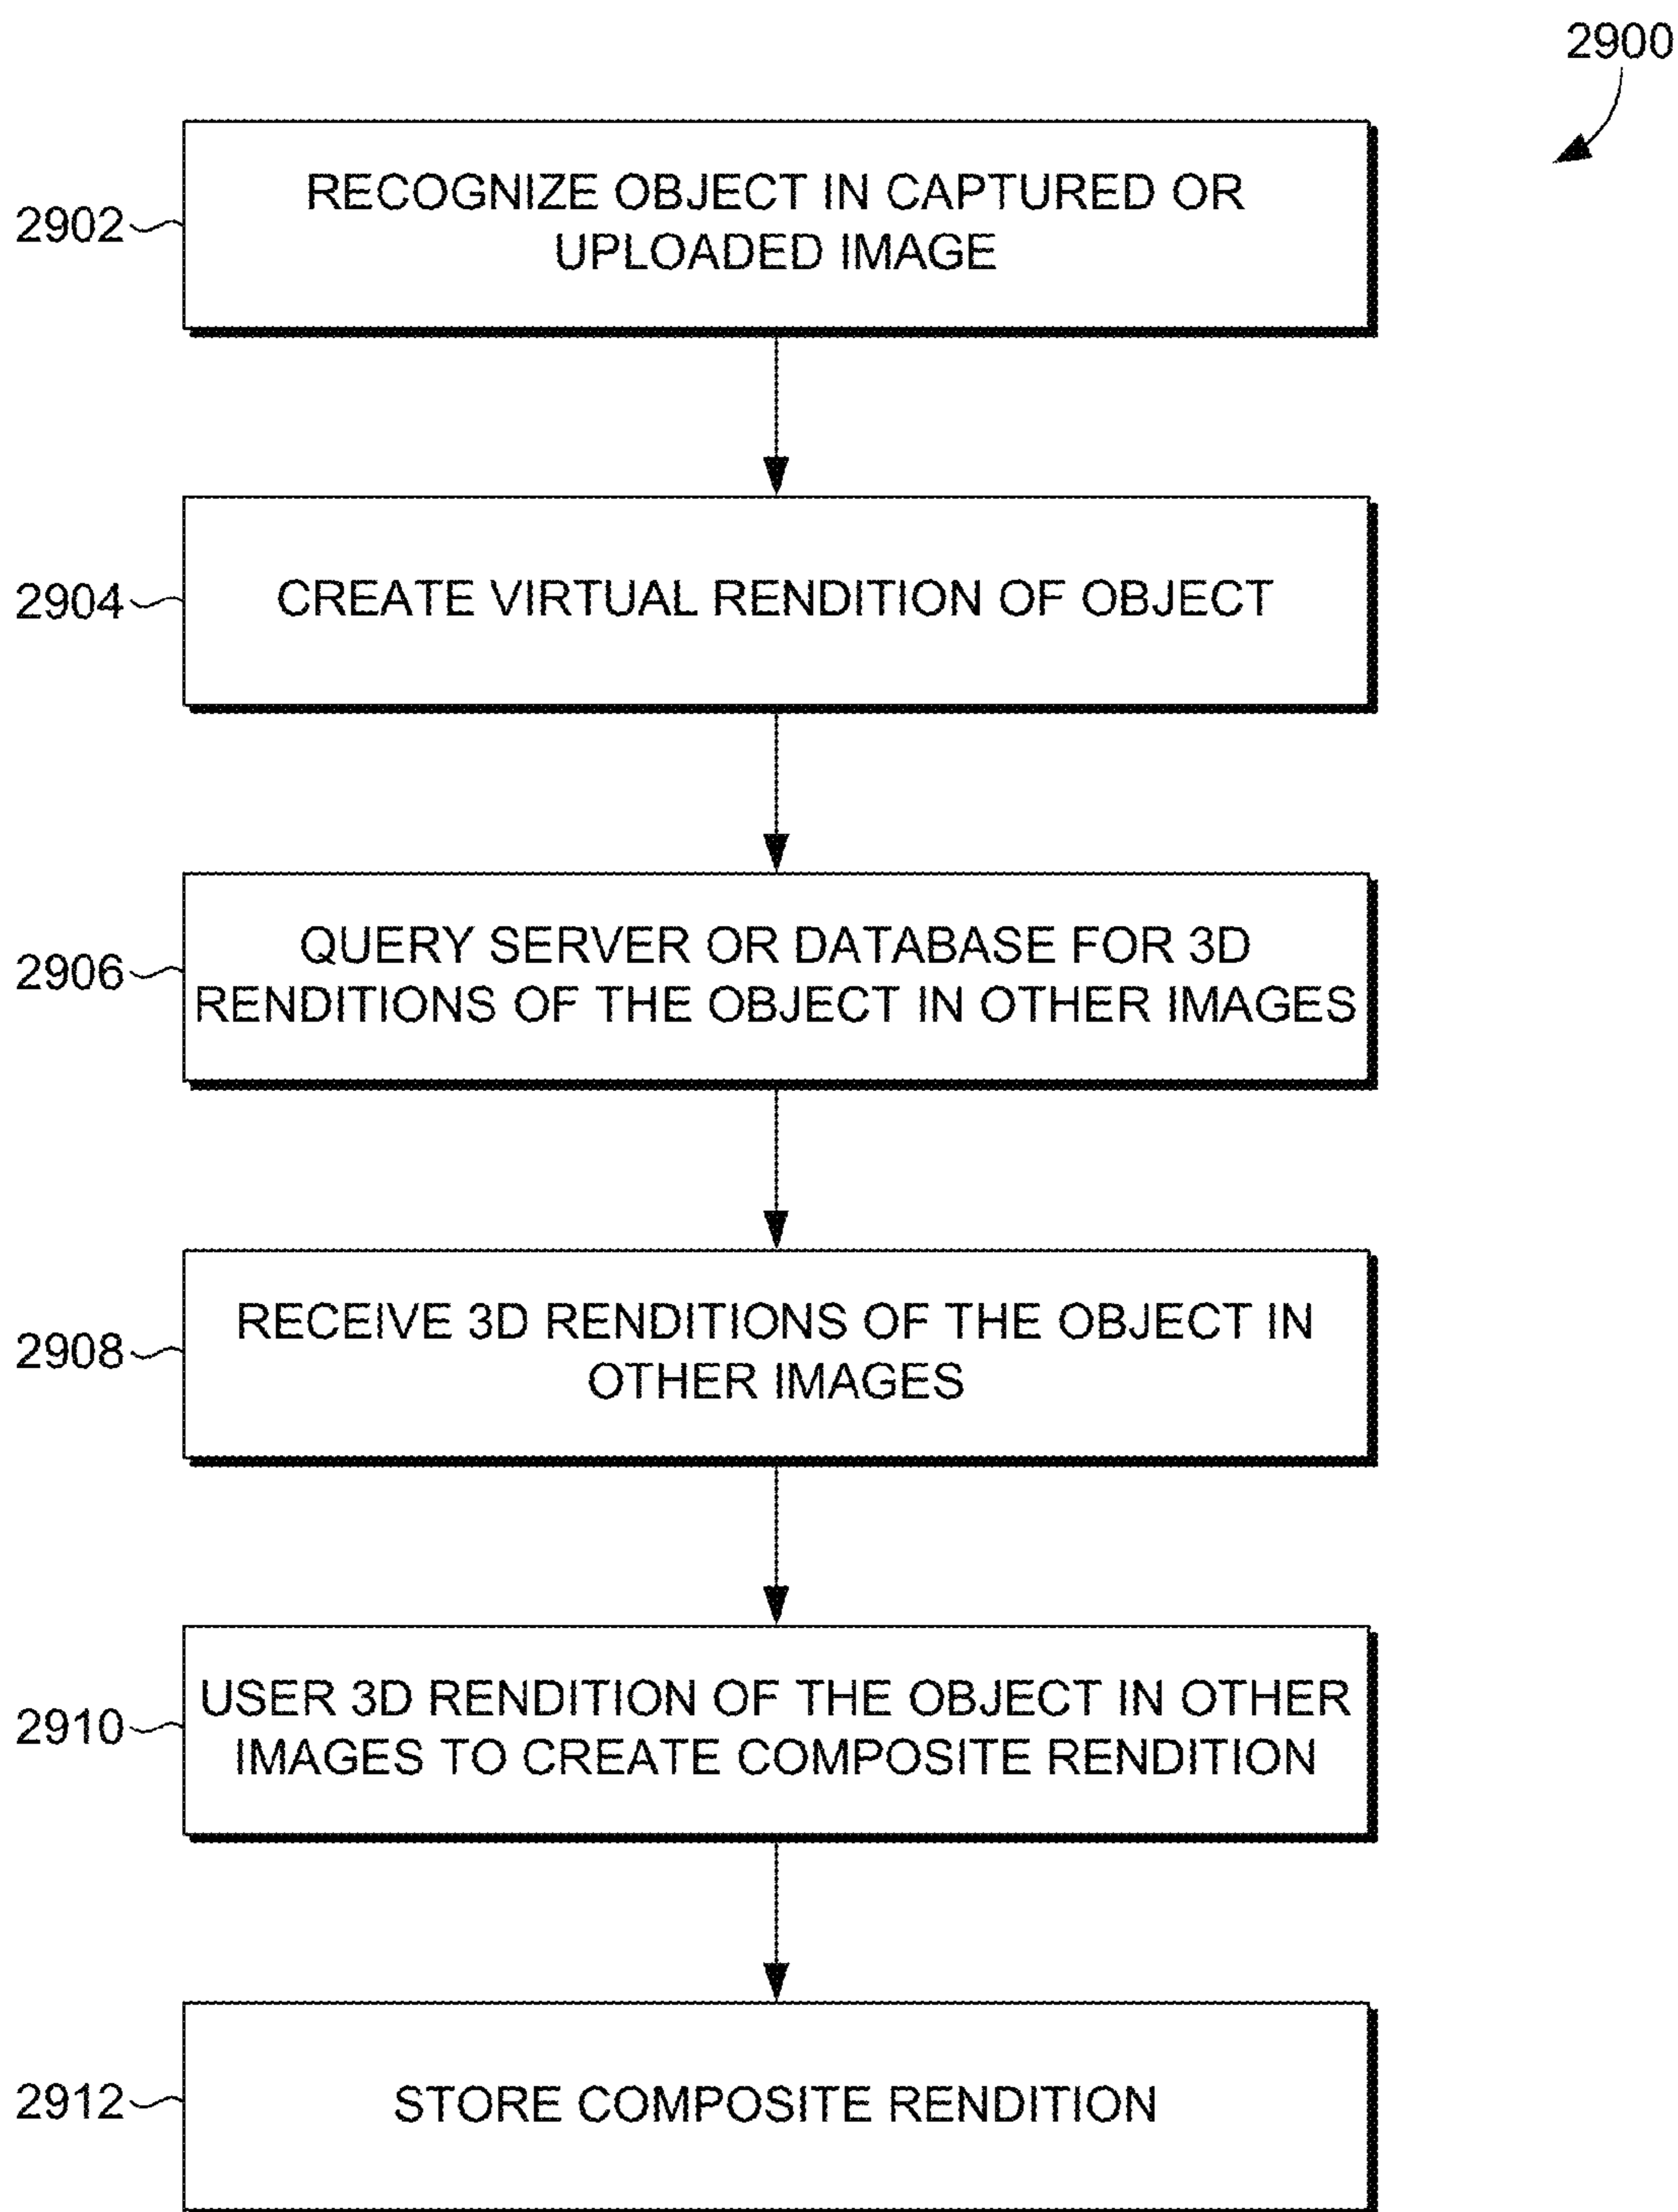 2900
2902
RECOGNIZE OBJECT IN CAPTURED OR
UPLOADED IMAGE
2904
CREATE VIRTUAL RENDITION OF OBJECT
2906
QUERY SERVER OR DATABASE FOR 3D
RENDITIONS OF THE OBJECT IN OTHER IMAGES
2908
RECEIVE 3D RENDITIONS OF THE OBJECT IN
OTHER IMAGES
2910
USER 3D RENDITION OF THE OBJECT IN OTHER
IMAGES TO CREATE COMPOSITE RENDITION
2912
STORE COMPOSITE RENDITION